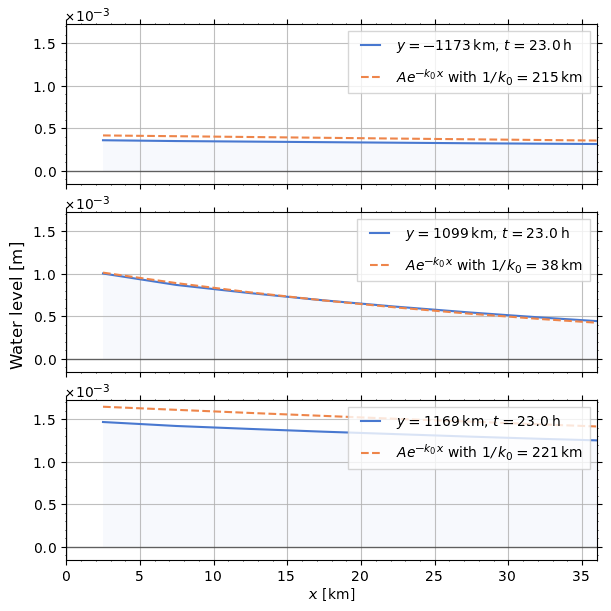 ×10⁻³
1.5
1.0
0.5
0.0
y = −1173 km, t = 23.0 h
Ae^{−k₀x} with 1/k₀ = 215 km
×10⁻³
1.5
1.0
0.5
0.0
y = 1099 km, t = 23.0 h
Ae^{−k₀x} with 1/k₀ = 38 km
Water level [m]
×10⁻³
1.5
1.0
0.5
0.0
y = 1169 km, t = 23.0 h
Ae^{−k₀x} with 1/k₀ = 221 km
0 5 10 15 20 25 30 35
x [km]